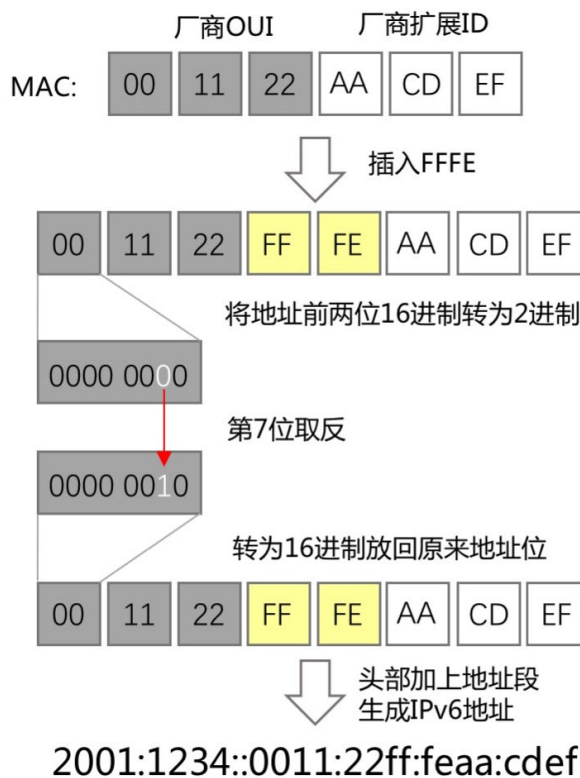 厂商OUI 厂商扩展ID
MAC: 00 11 22 AA CD EF
插入FFFE
00 11 22 FF FE AA CD EF
将地址前两位16进制转为2进制
0000 0000
第7位取反
0000 0010
转为16进制放回原来地址位
00 11 22 FF FE AA CD EF
头部加上地址段
生成IPv6地址
2001:1234::0011:22ff:feaa:cdef